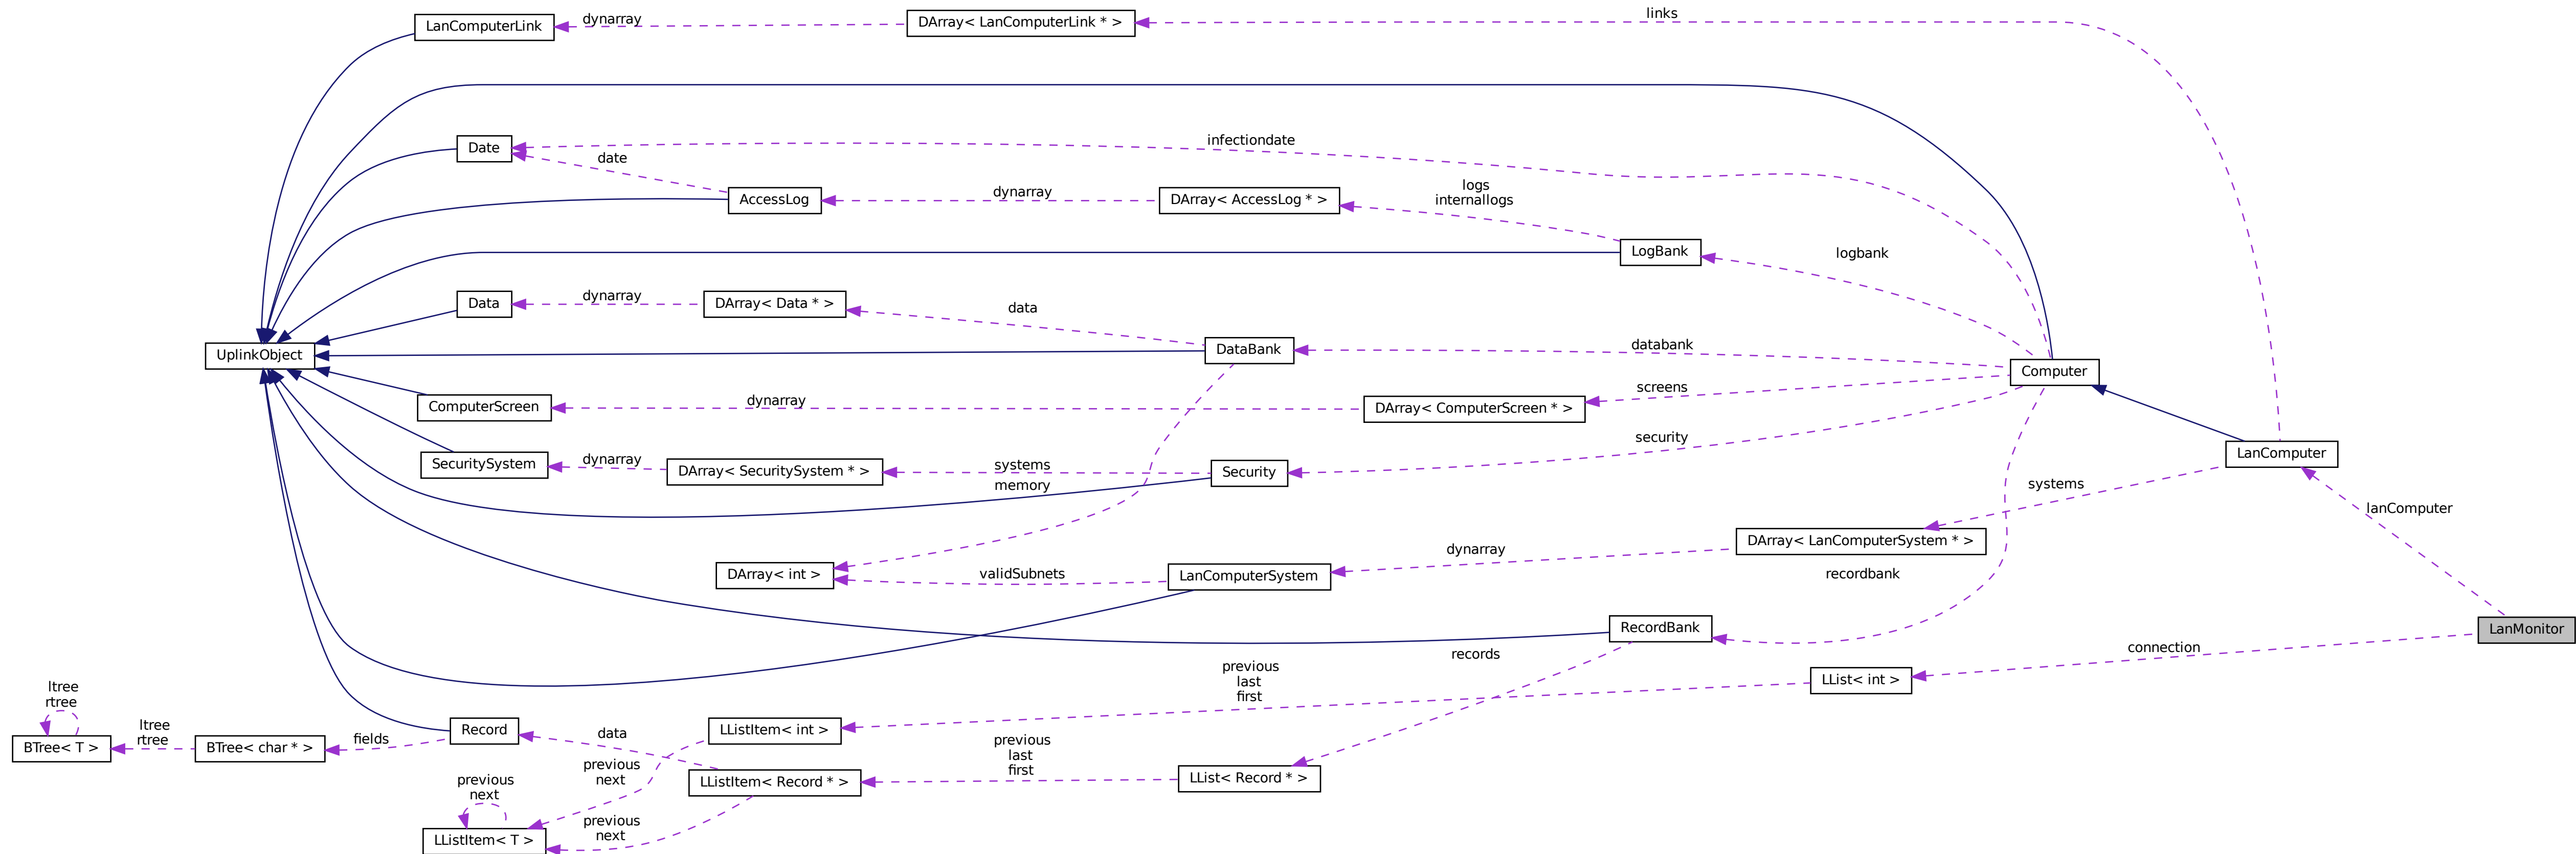 LanComputerLink
dynarray
DArray< LanComputerLink * >
links
Date
infectiondate
date
AccessLog
dynarray
DArray< AccessLog * >
logs
internallogs
LogBank
logbank
Data
dynarray
DArray< Data * >
data
UplinkObject
DataBank
databank
Computer
ComputerScreen
dynarray
DArray< ComputerScreen * >
screens
security
SecuritySystem
dynarray
DArray< SecuritySystem * >
systems
memory
Security
LanComputer
systems
lanComputer
DArray< LanComputerSystem * >
dynarray
DArray< int >
validSubnets
LanComputerSystem
recordbank
RecordBank
LanMonitor
records
connection
previous
last
first
LList< int >
ltree
rtree
BTree< T >
ltree
rtree
BTree< char * >
fields
Record
data
LListItem< int >
previous
next
previous
last
first
LListItem< Record * >
LList< Record * >
previous
next
previous
next
LListItem< T >